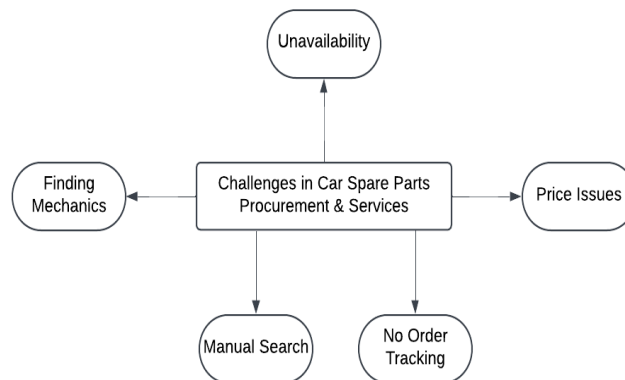 Unavailability
Finding
Mechanics
Challenges in Car Spare Parts
Procurement & Services
Price Issues
Manual Search
No Order
Tracking